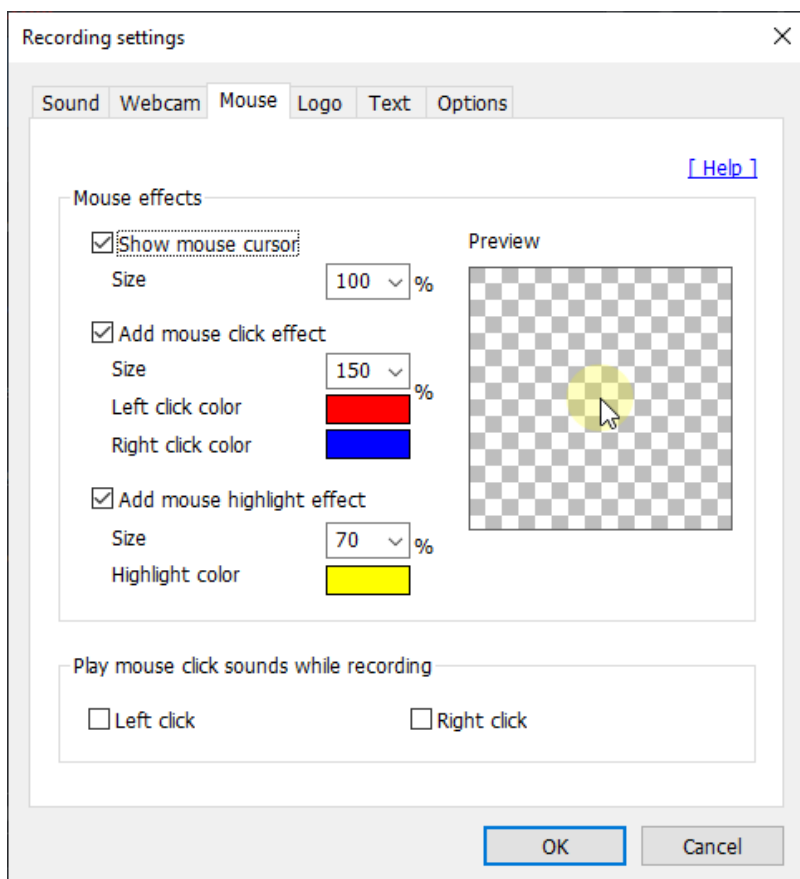 Recording settings
Sound Webcam Mouse Logo Text Options
[ Help ]
Mouse effects
Show mouse cursor
Preview
Size 100 %
Add mouse click effect
Size 150 %
Left click color
Right click color
Add mouse highlight effect
Size 70 %
Highlight color
Play mouse click sounds while recording
Left click Right click
OK Cancel